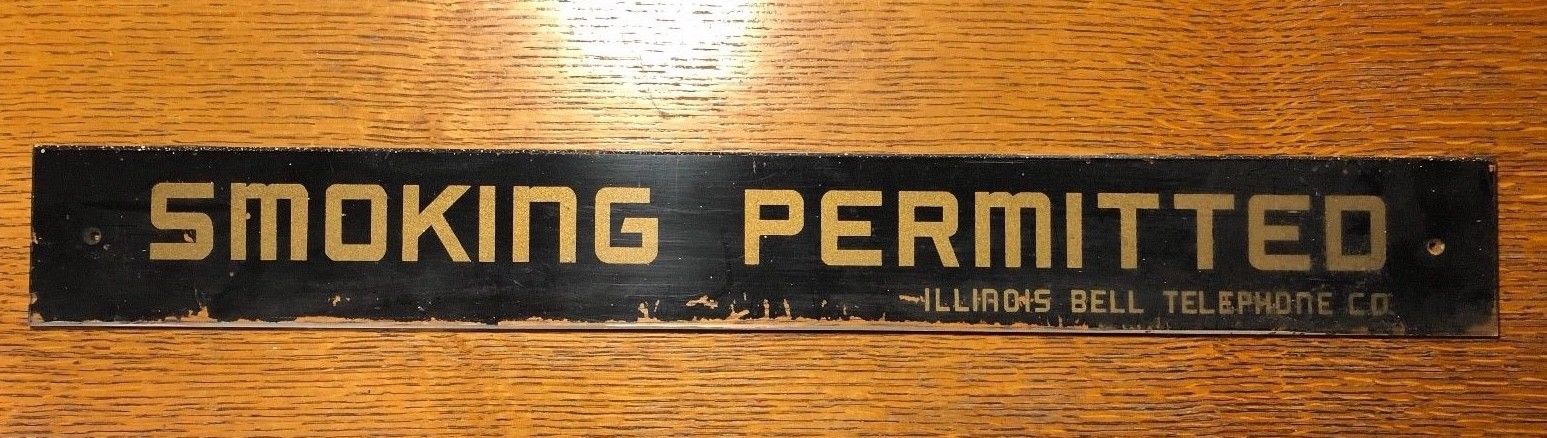 SMOKING PERMITTED
ILLINOIS BELL TELEPHONE CO